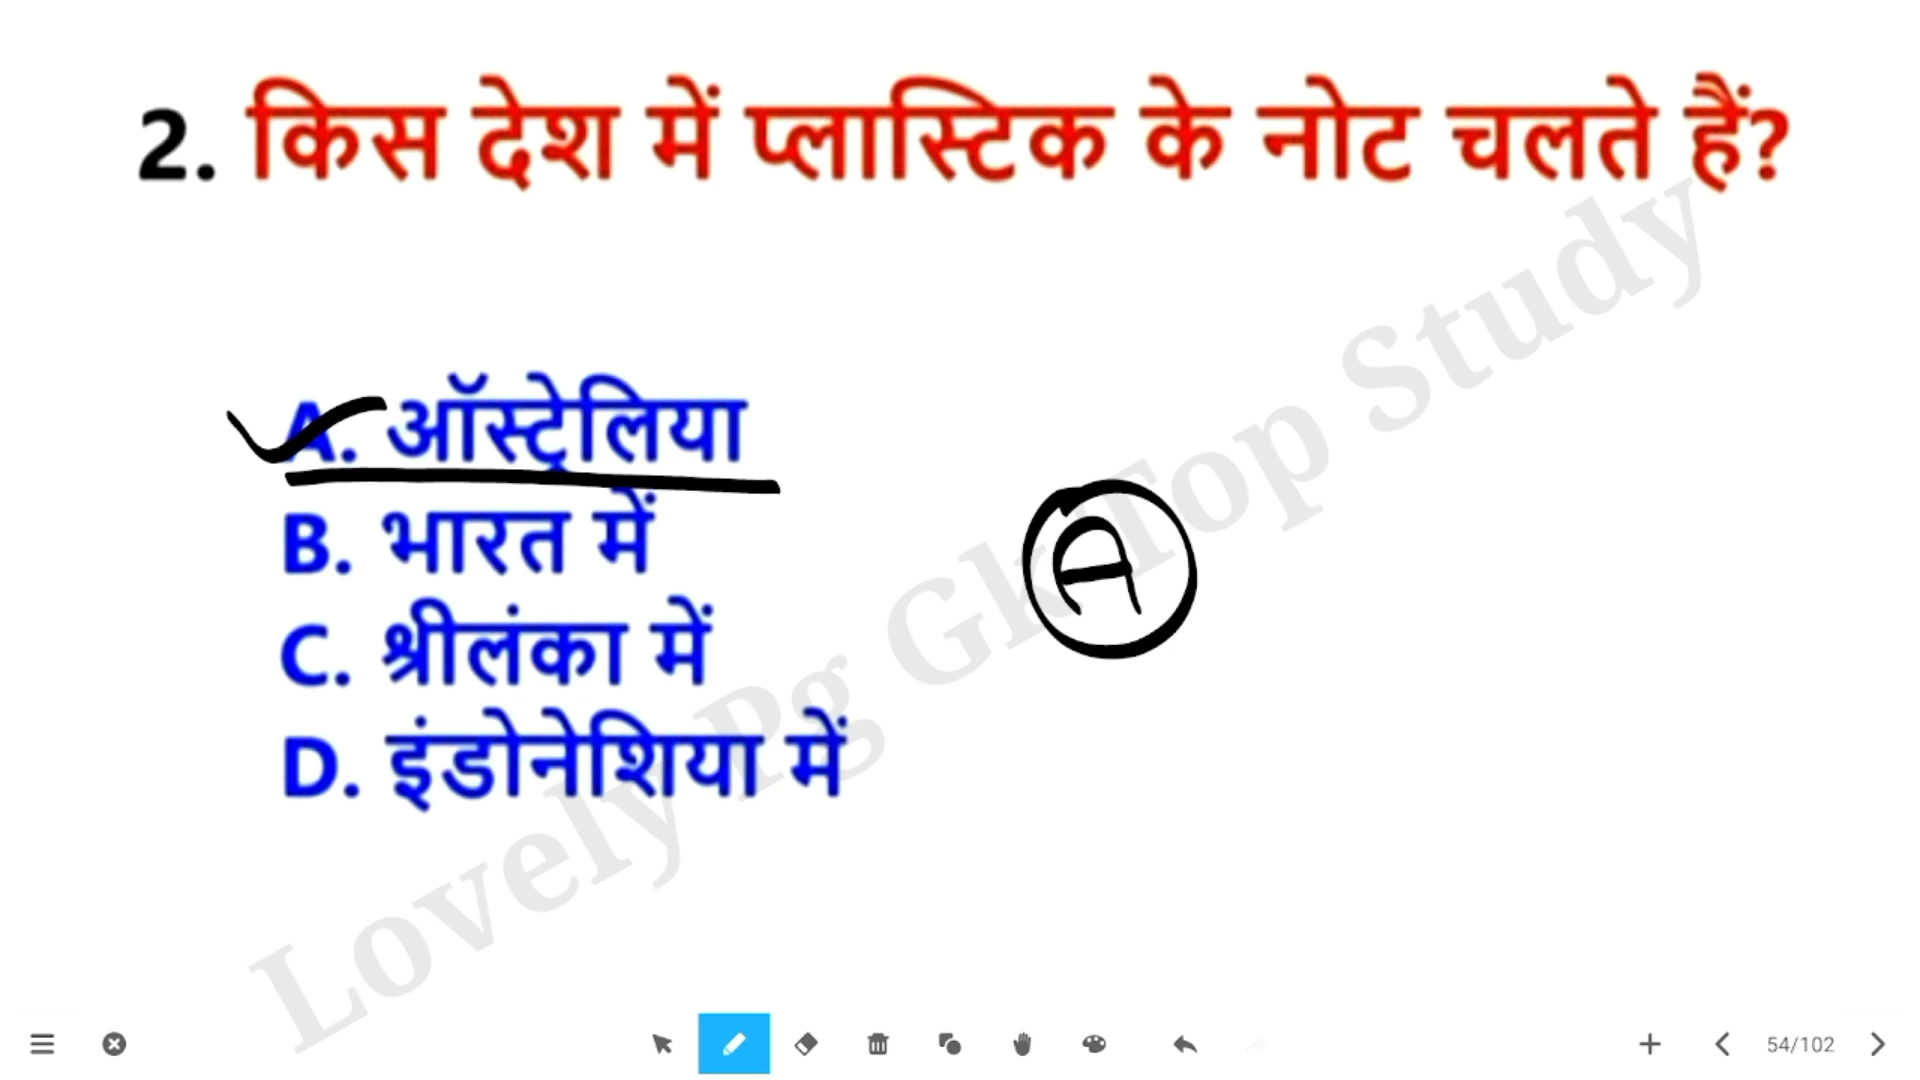 2. किस देश में प्लास्टिक के नोट चलते हैं?
A. ऑस्ट्रेलिया
B. भारत में
C. श्रीलंका में
D. इंडोनेशिया में
A
Lovely Pg Gk Top Study
54/102